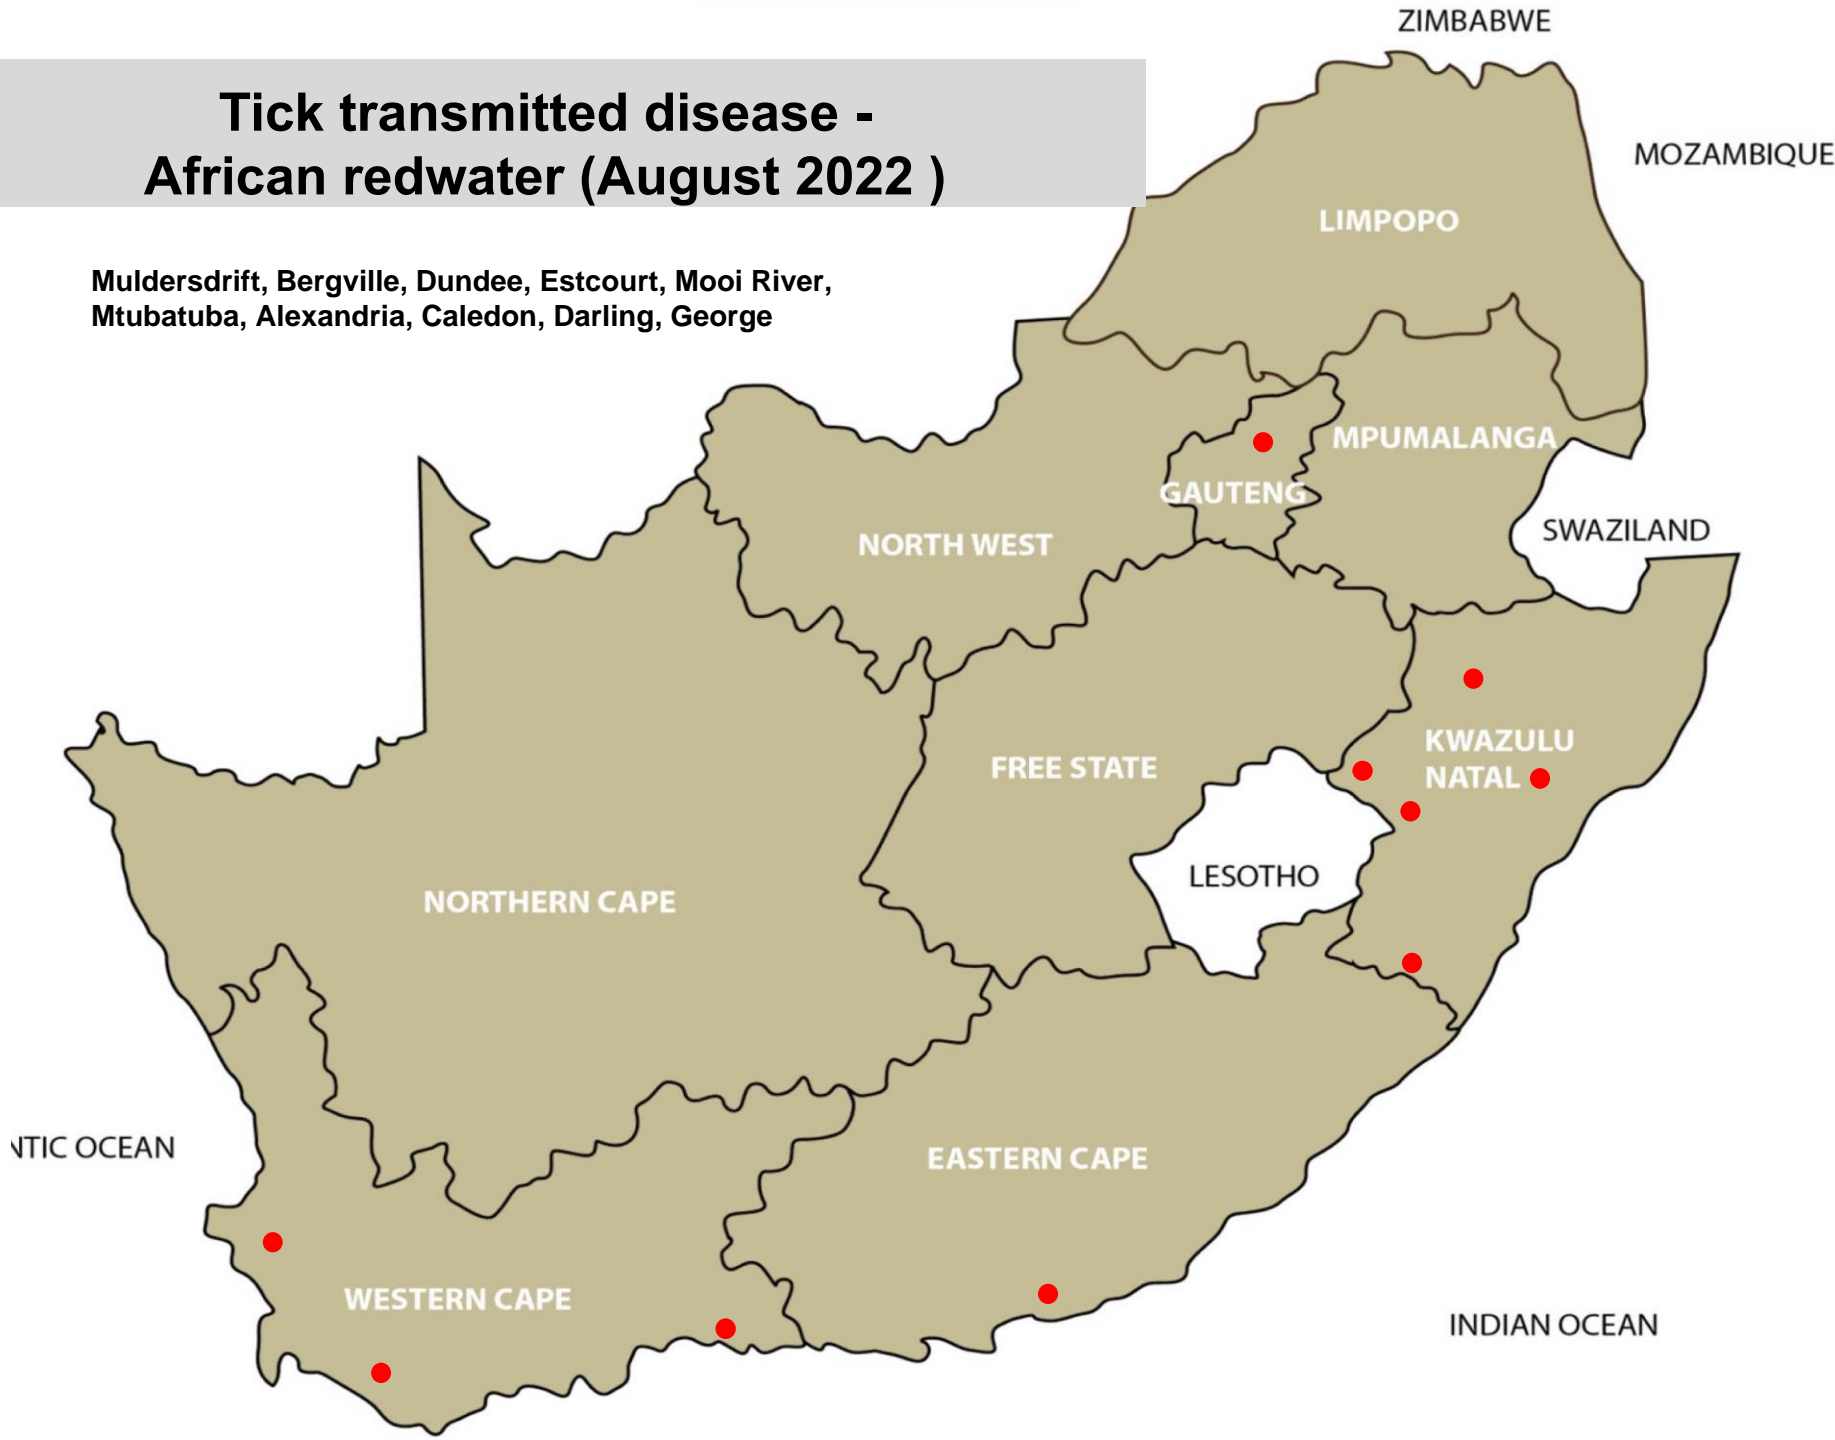 ZIMBABWE
Tick transmitted disease -
African redwater (August 2022 )
MOZAMBIQUE
LIMPOPO
Muldersdrift, Bergville, Dundee, Estcourt, Mooi River,
Mtubatuba, Alexandria, Caledon, Darling, George
MPUMALANGA
GAUTENG
SWAZILAND
NORTH WEST
KWAZULU
NATAL
FREE STATE
LESOTHO
NORTHERN CAPE
NTIC OCEAN
EASTERN CAPE
WESTERN CAPE
INDIAN OCEAN